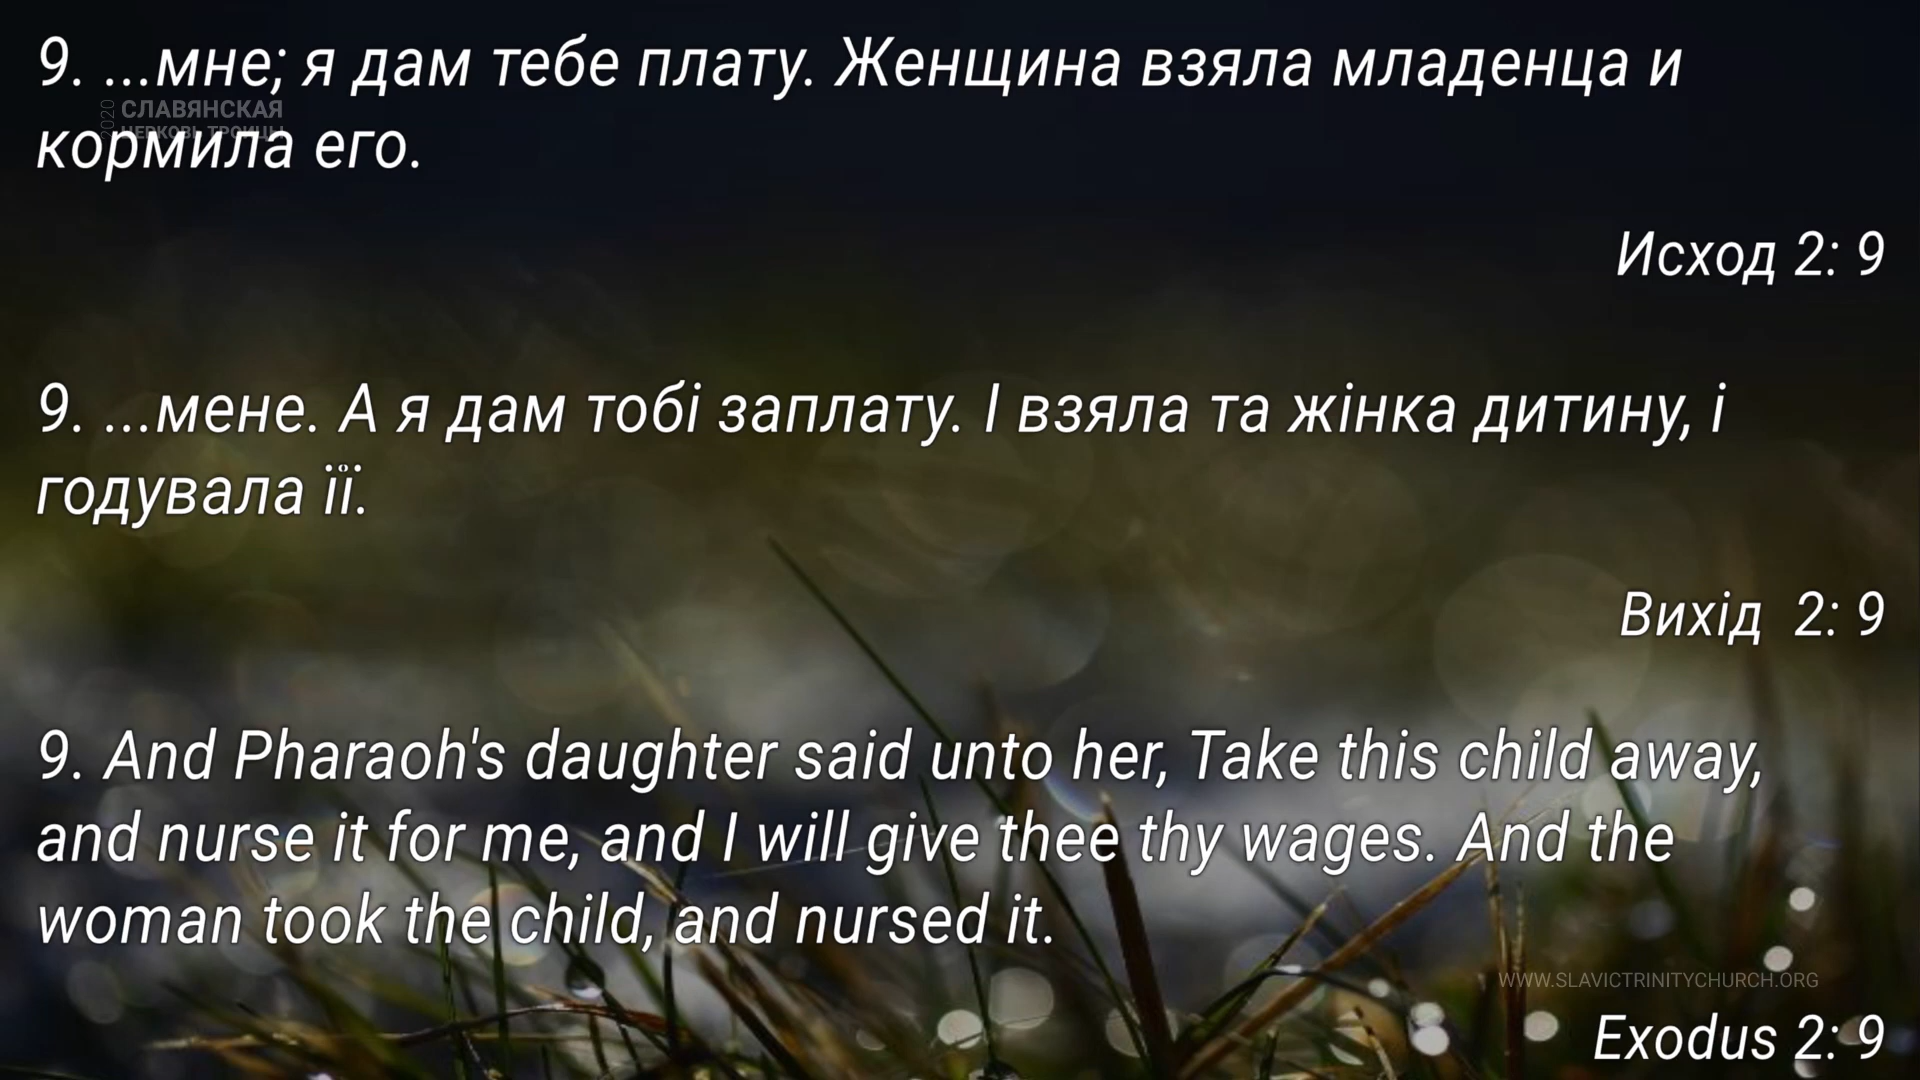 9. ...мне; я дам тебе плату. Женщина взяла младенца и
2020 СЛАВЯНСКАЯ
ЦЕРКОВЬ ТРОИЦЫ
кормила его.
Исход 2: 9
9. ...мене. А я дам тобі заплату. І взяла та жінка дитину, і
годувала її.
Вихід 2: 9
9. And Pharaoh's daughter said unto her, Take this child away,
and nurse it for me, and I will give thee thy wages. And the
woman took the child, and nursed it.
WWW.SLAVICTRINITYCHURCH.ORG
Exodus 2: 9